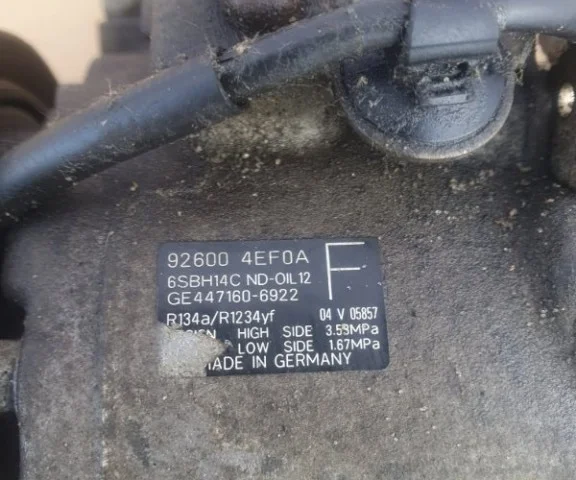 92600 4EF0A F
6SBH14C ND-OIL12
GE447160-6922
R134a/R1234yf 04 V 05857
HIGH SIDE 3.53MPa
LOW SIDE 1.67MPa
MADE IN GERMANY